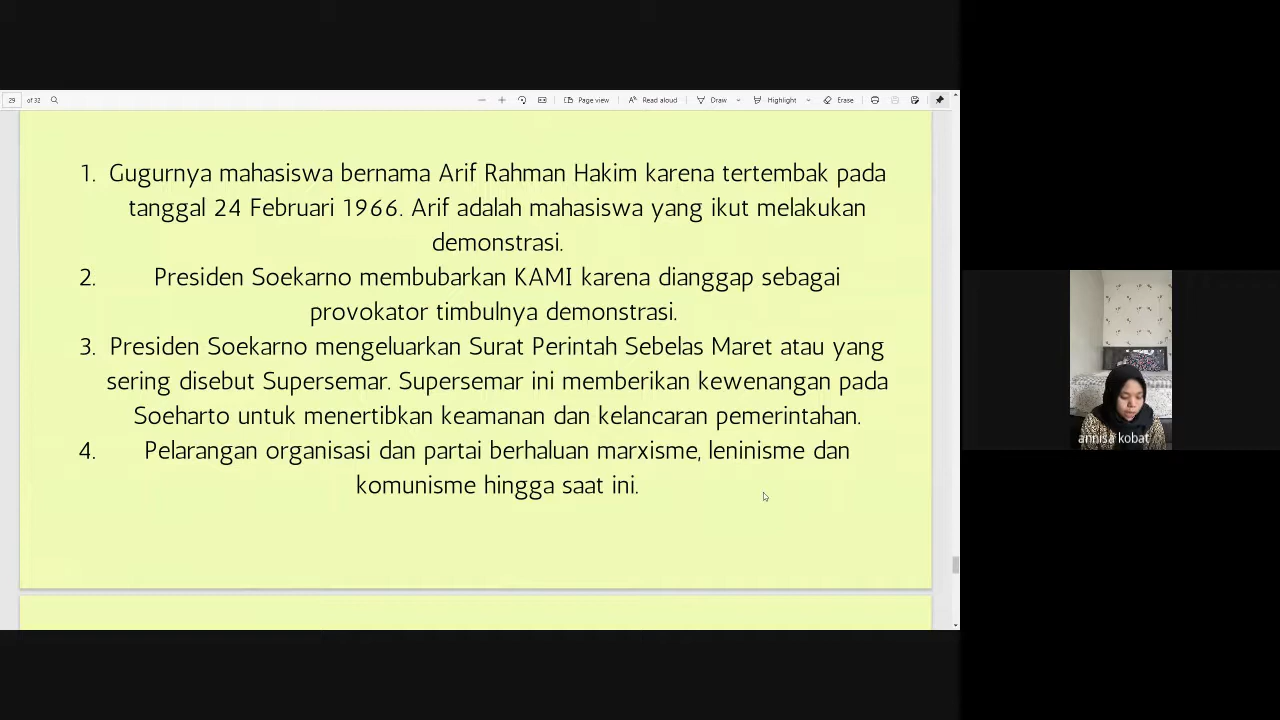 29 of 32 Page view Read aloud Draw Highlight Erase
1. Gugurnya mahasiswa bernama Arif Rahman Hakim karena tertembak pada
tanggal 24 Februari 1966. Arif adalah mahasiswa yang ikut melakukan
demonstrasi.
2. Presiden Soekarno membubarkan KAMI karena dianggap sebagai
provokator timbulnya demonstrasi.
3. Presiden Soekarno mengeluarkan Surat Perintah Sebelas Maret atau yang
sering disebut Supersemar. Supersemar ini memberikan kewenangan pada
Soeharto untuk menertibkan keamanan dan kelancaran pemerintahan.
4. Pelarangan organisasi dan partai berhaluan marxisme, leninisme dan
komunisme hingga saat ini.
annisa kobat